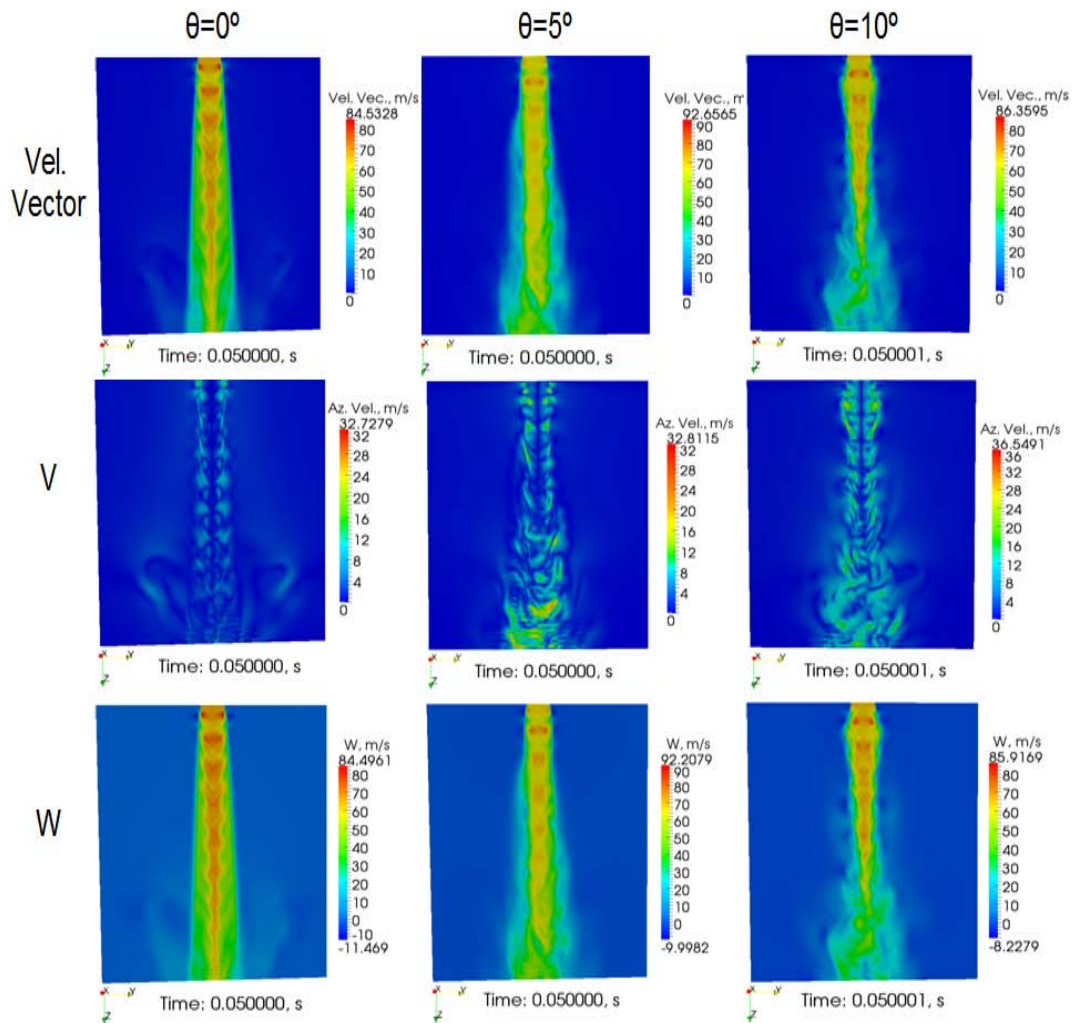 θ=0º θ=5º θ=10º
Vel.
Vector
Vel. Vec., m/s
84.5328
80
70
60
50
40
30
20
10
0
X Y
Z
Time: 0.050000, s
Vel. Vec., m
92.6565
90
80
70
60
50
40
30
20
10
0
X Y
Z
Time: 0.050000, s
Vel. Vec., m/s
86.3595
80
70
60
50
40
30
20
10
0
X Y
Z
Time: 0.050001, s
V
Az. Vel., m/s
32.7279
32
28
24
20
16
12
8
4
0
X Y
Z
Time: 0.050000, s
Az. Vel., m/s
32.8115
32
28
24
20
16
12
8
4
0
X Y
Z
Time: 0.050000, s
Az. Vel., m/s
36.5491
36
32
28
24
20
16
12
8
4
0
X Y
Z
Time: 0.050001, s
W
W, m/s
84.4961
80
70
60
50
40
30
20
10
0
-10
-11.469
X Y
Z
Time: 0.050000, s
W, m/s
92.2079
90
80
70
60
50
40
30
20
10
0
-9.9982
X Y
Z
Time: 0.050000, s
W, m/s
85.9169
80
70
60
50
40
30
20
10
0
-8.2279
X Y
Z
Time: 0.050001, s